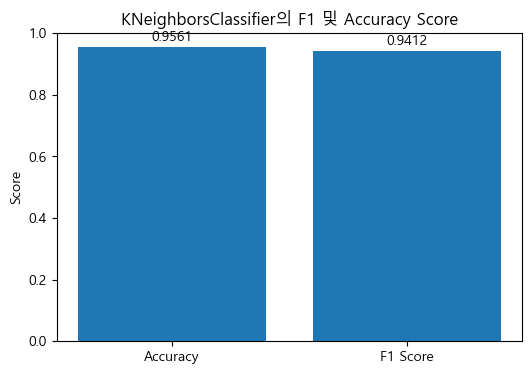 KNeighborsClassifier의 F1 및 Accuracy Score
1.0
0.9561
0.9412
0.8
0.6
Score
0.4
0.2
0.0
Accuracy
F1 Score